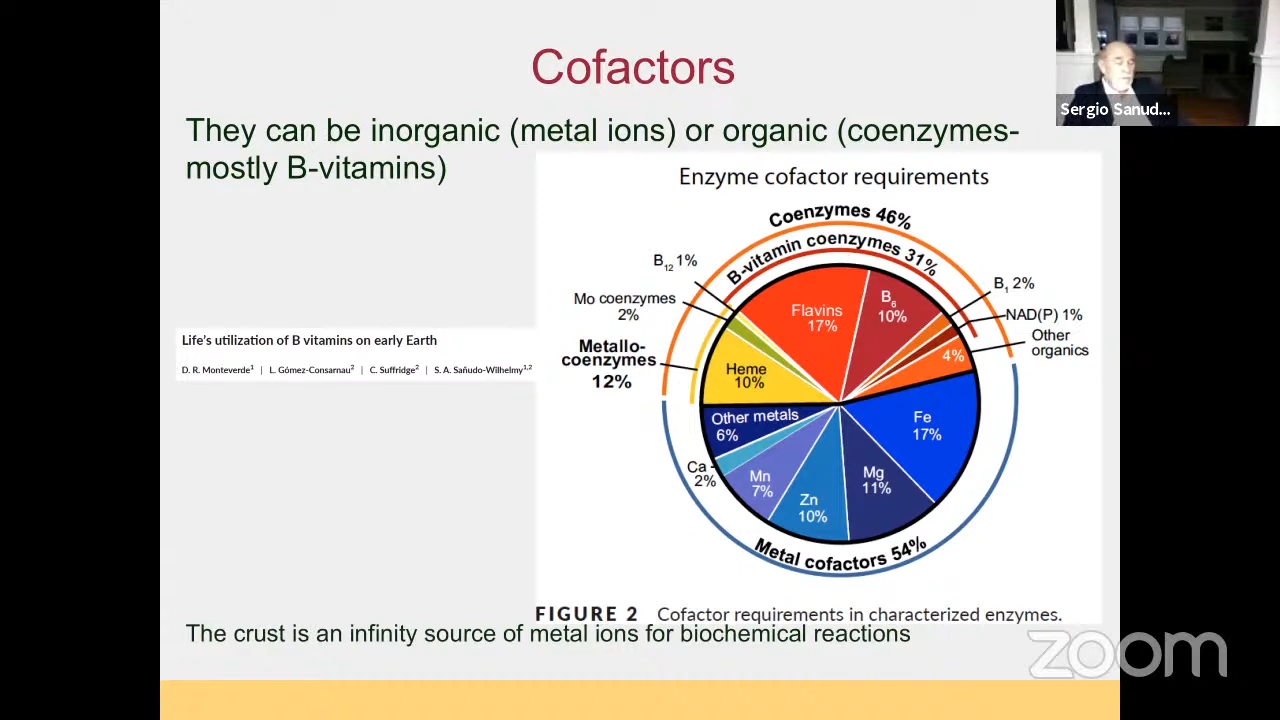 Cofactors
Sergio Sanud...
They can be inorganic (metal ions) or organic (coenzymes-
mostly B-vitamins)
Enzyme cofactor requirements
Coenzymes 46%
B-vitamin coenzymes 31%
B12 1%
Mo coenzymes
2%
Metallo-
coenzymes
12%
Flavins
17%
B6
10%
B1 2%
NAD(P) 1%
Other
organics
4%
Heme
10%
Other metals
6%
Ca
2%
Mn
7%
Zn
10%
Mg
11%
Fe
17%
Metal cofactors 54%
Life's utilization of B vitamins on early Earth
D. R. Monteverde1 | L. Gómez-Consarnau2 | C. Suffridge2 | S. A. Sañudo-Wilhelmy1,2
FIGURE 2 Cofactor requirements in characterized enzymes.
The crust is an infinity source of metal ions for biochemical reactions
zoom